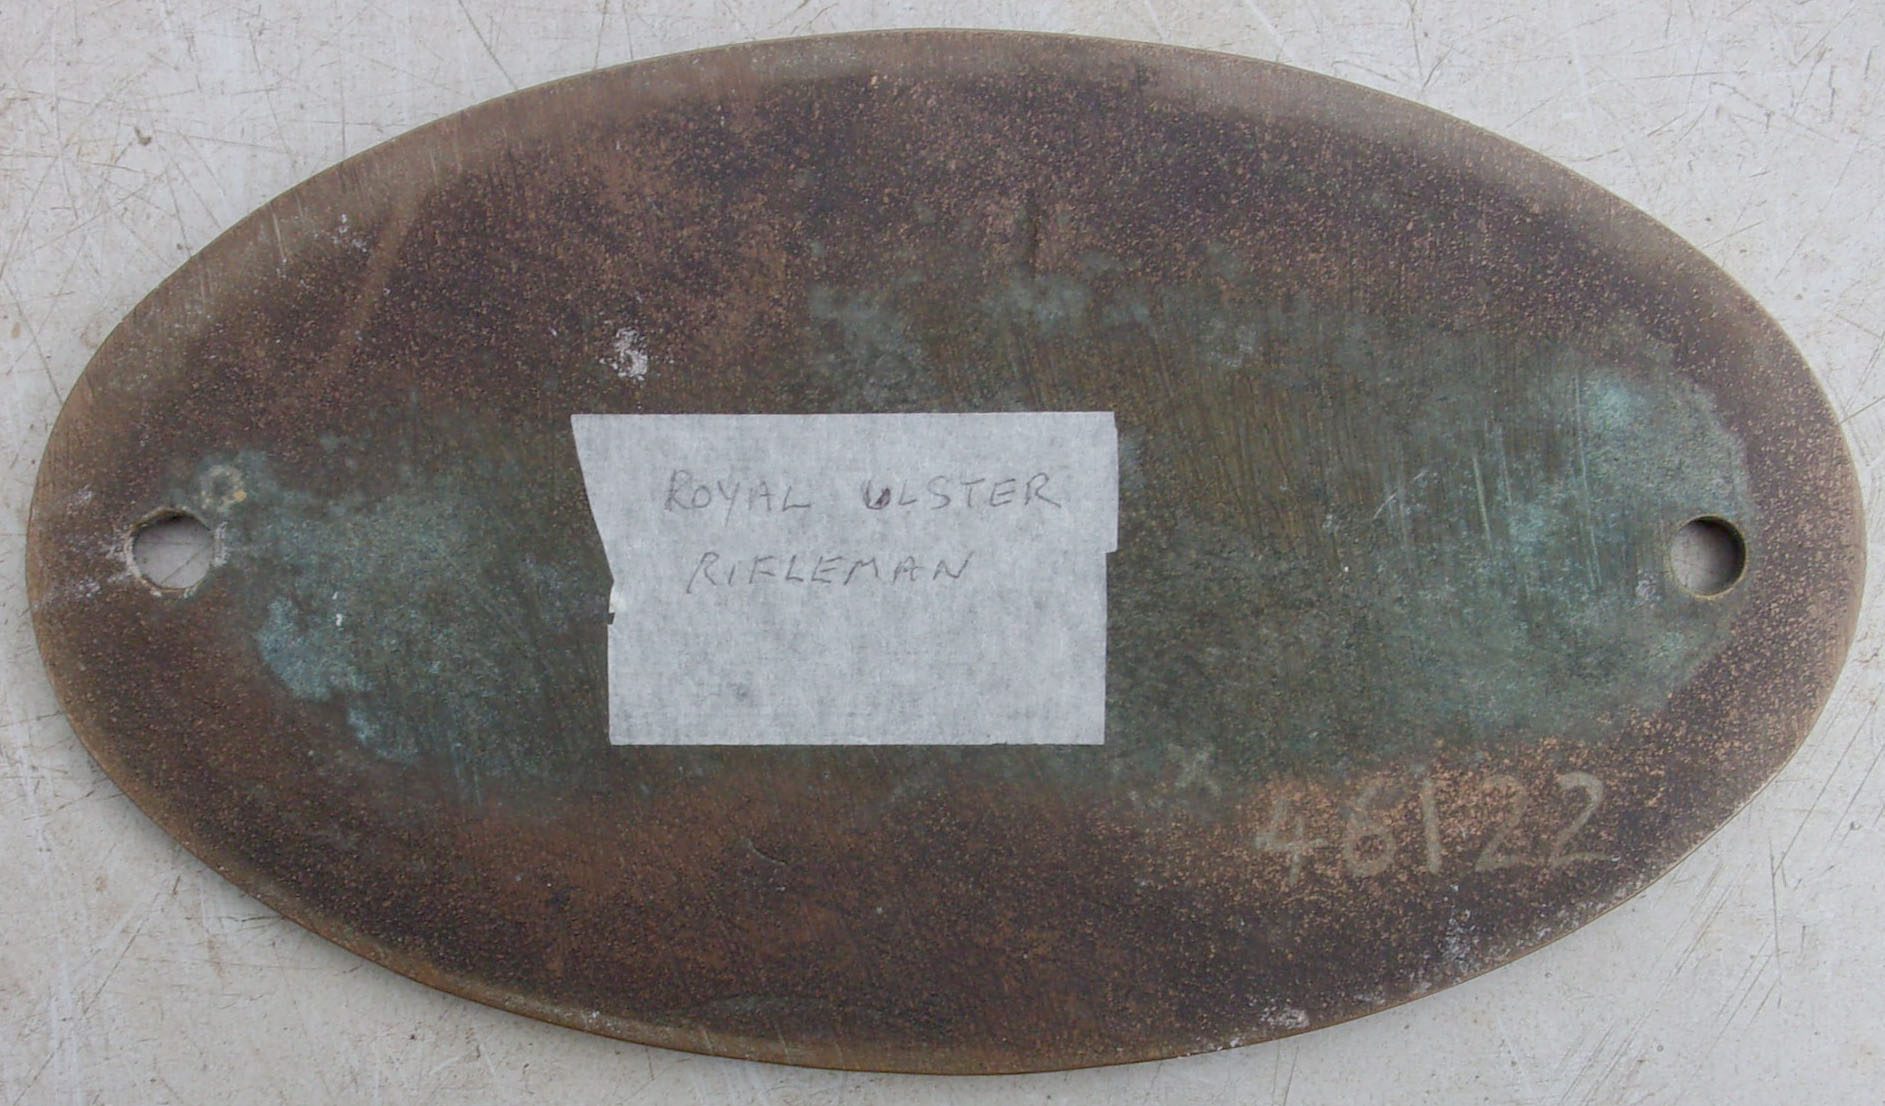 ROYAL ULSTER
RIFLEMAN
46122